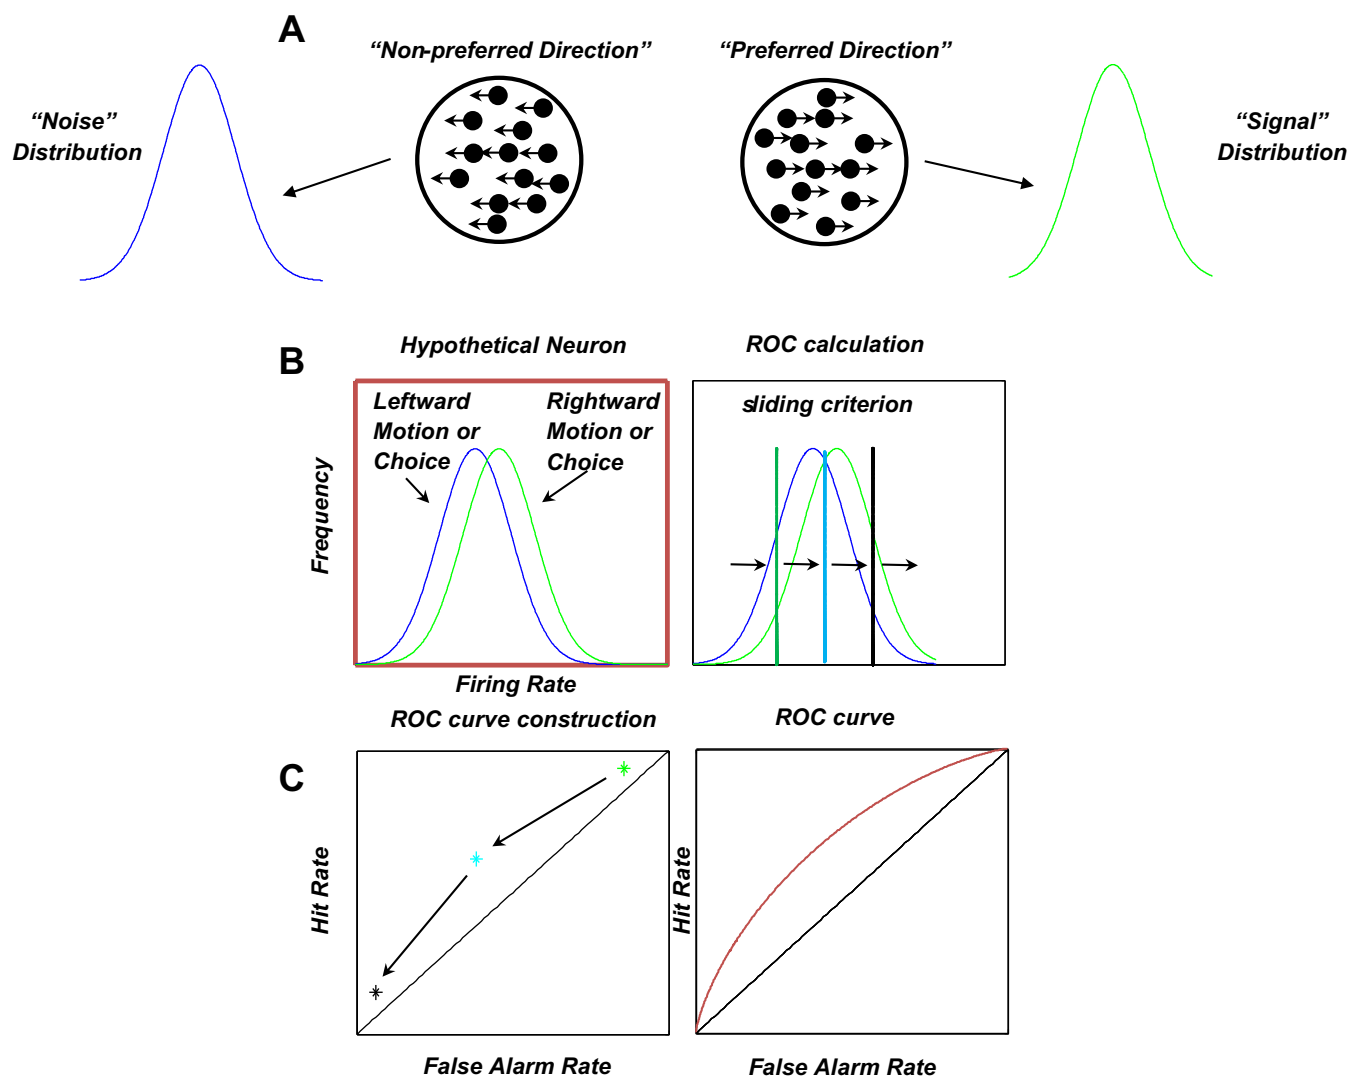 A
“Non-preferred Direction”
“Preferred Direction”
“Noise”
Distribution
“Signal”
Distribution
B
Hypothetical Neuron
ROC calculation
Leftward
Motion or
Choice
Rightward
Motion or
Choice
sliding criterion
Frequency
Firing Rate
C
ROC curve construction
ROC curve
Hit Rate
Hit Rate
False Alarm Rate
False Alarm Rate